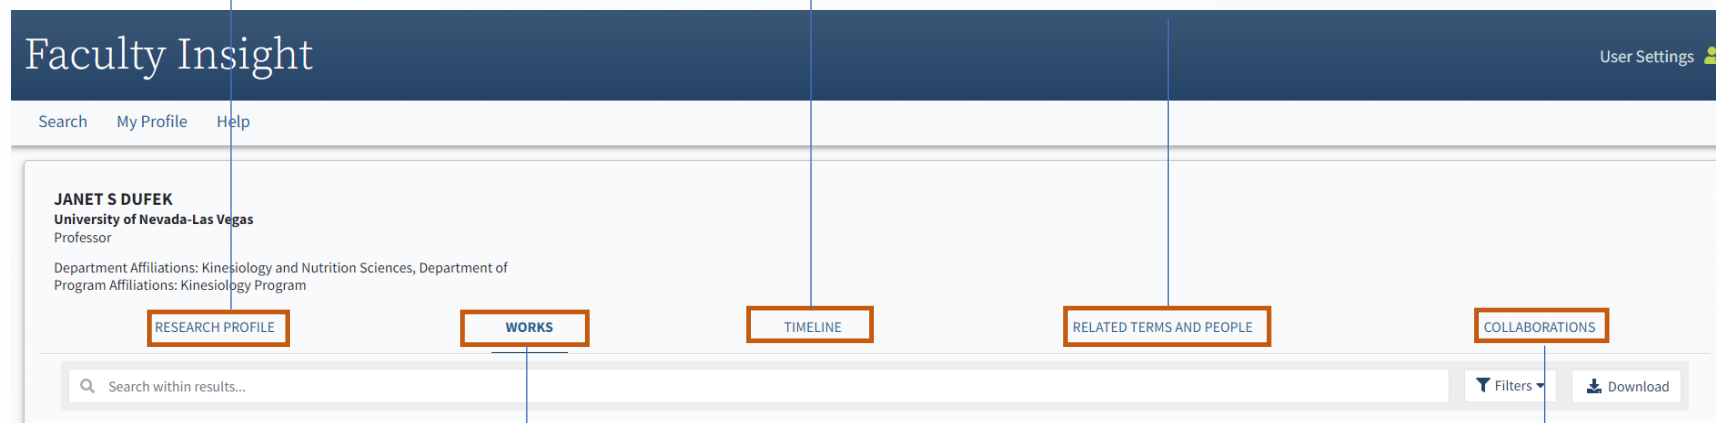 Faculty Insight
User Settings
Search My Profile Help
JANET S DUFEK
University of Nevada-Las Vegas
Professor
Department Affiliations: Kinesiology and Nutrition Sciences, Department of
Program Affiliations: Kinesiology Program
RESEARCH PROFILE WORKS TIMELINE RELATED TERMS AND PEOPLE COLLABORATIONS
Search within results... Filters Download